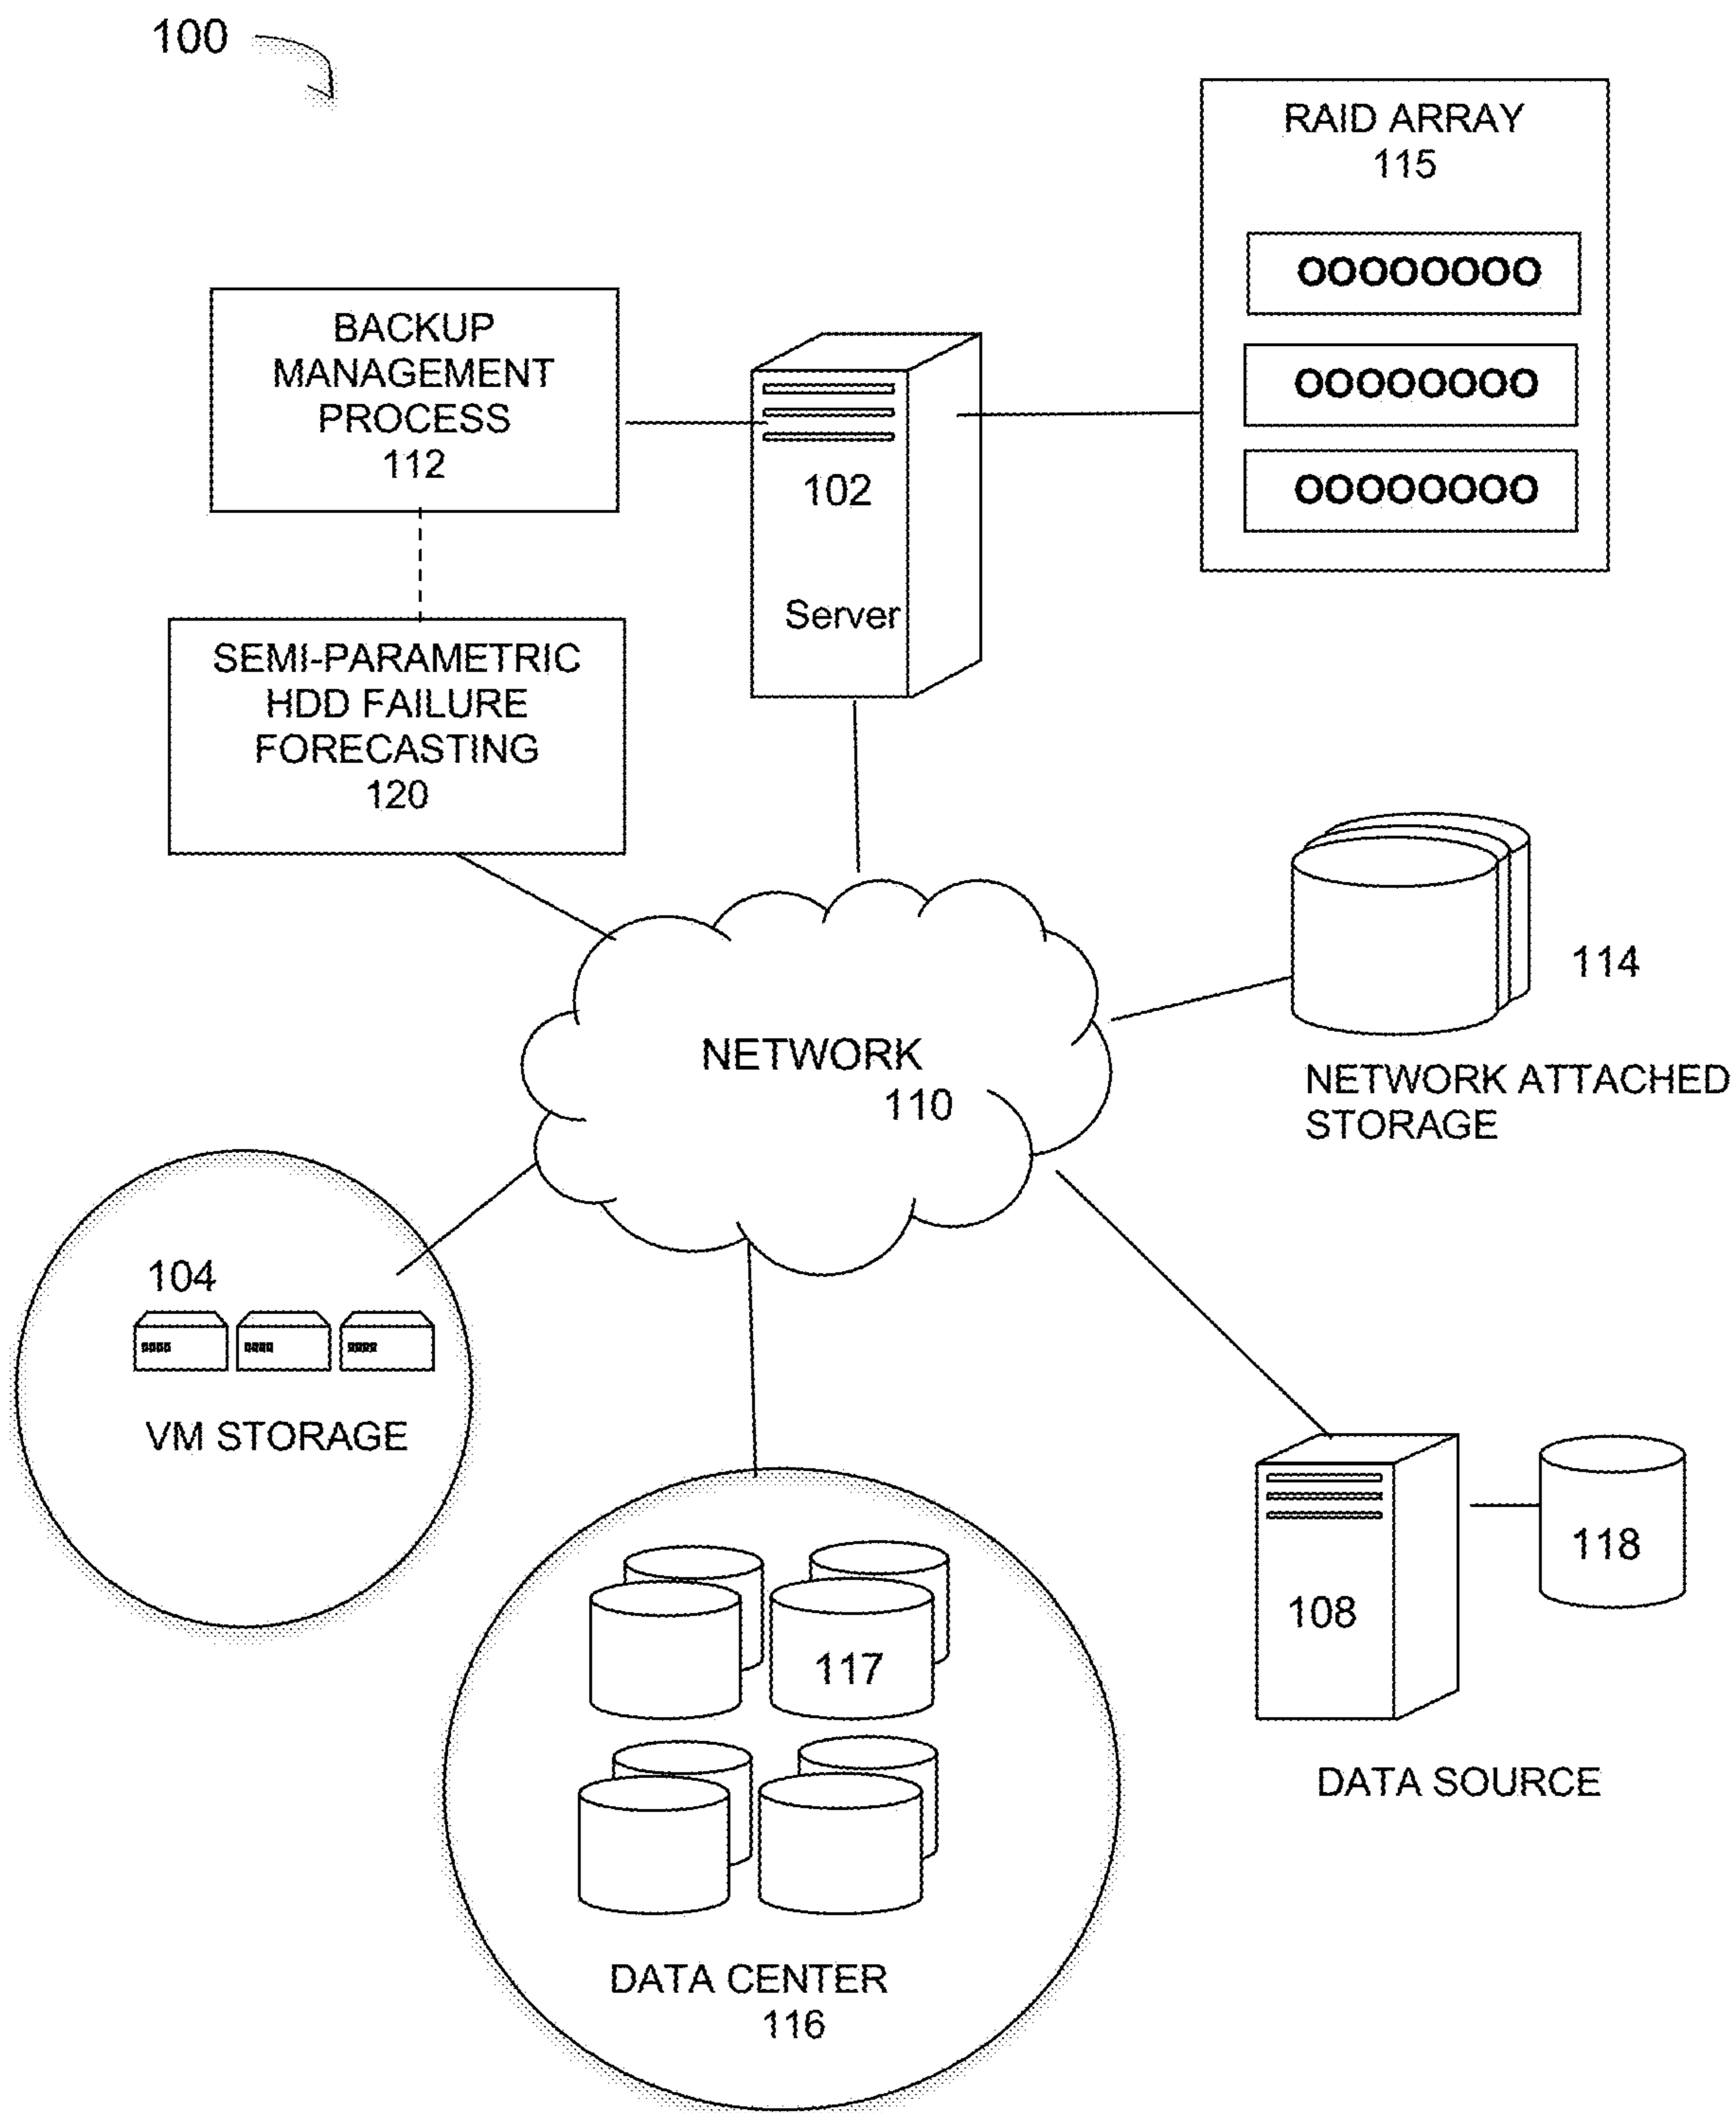 100
RAID ARRAY
115
OOOOOOOO
OOOOOOOO
OOOOOOOO
BACKUP
MANAGEMENT
PROCESS
112
102
Server
SEMI-PARAMETRIC
HDD FAILURE
FORECASTING
120
114
NETWORK ATTACHED
STORAGE
NETWORK
110
104
VM STORAGE
117
DATA CENTER
116
108
118
DATA SOURCE